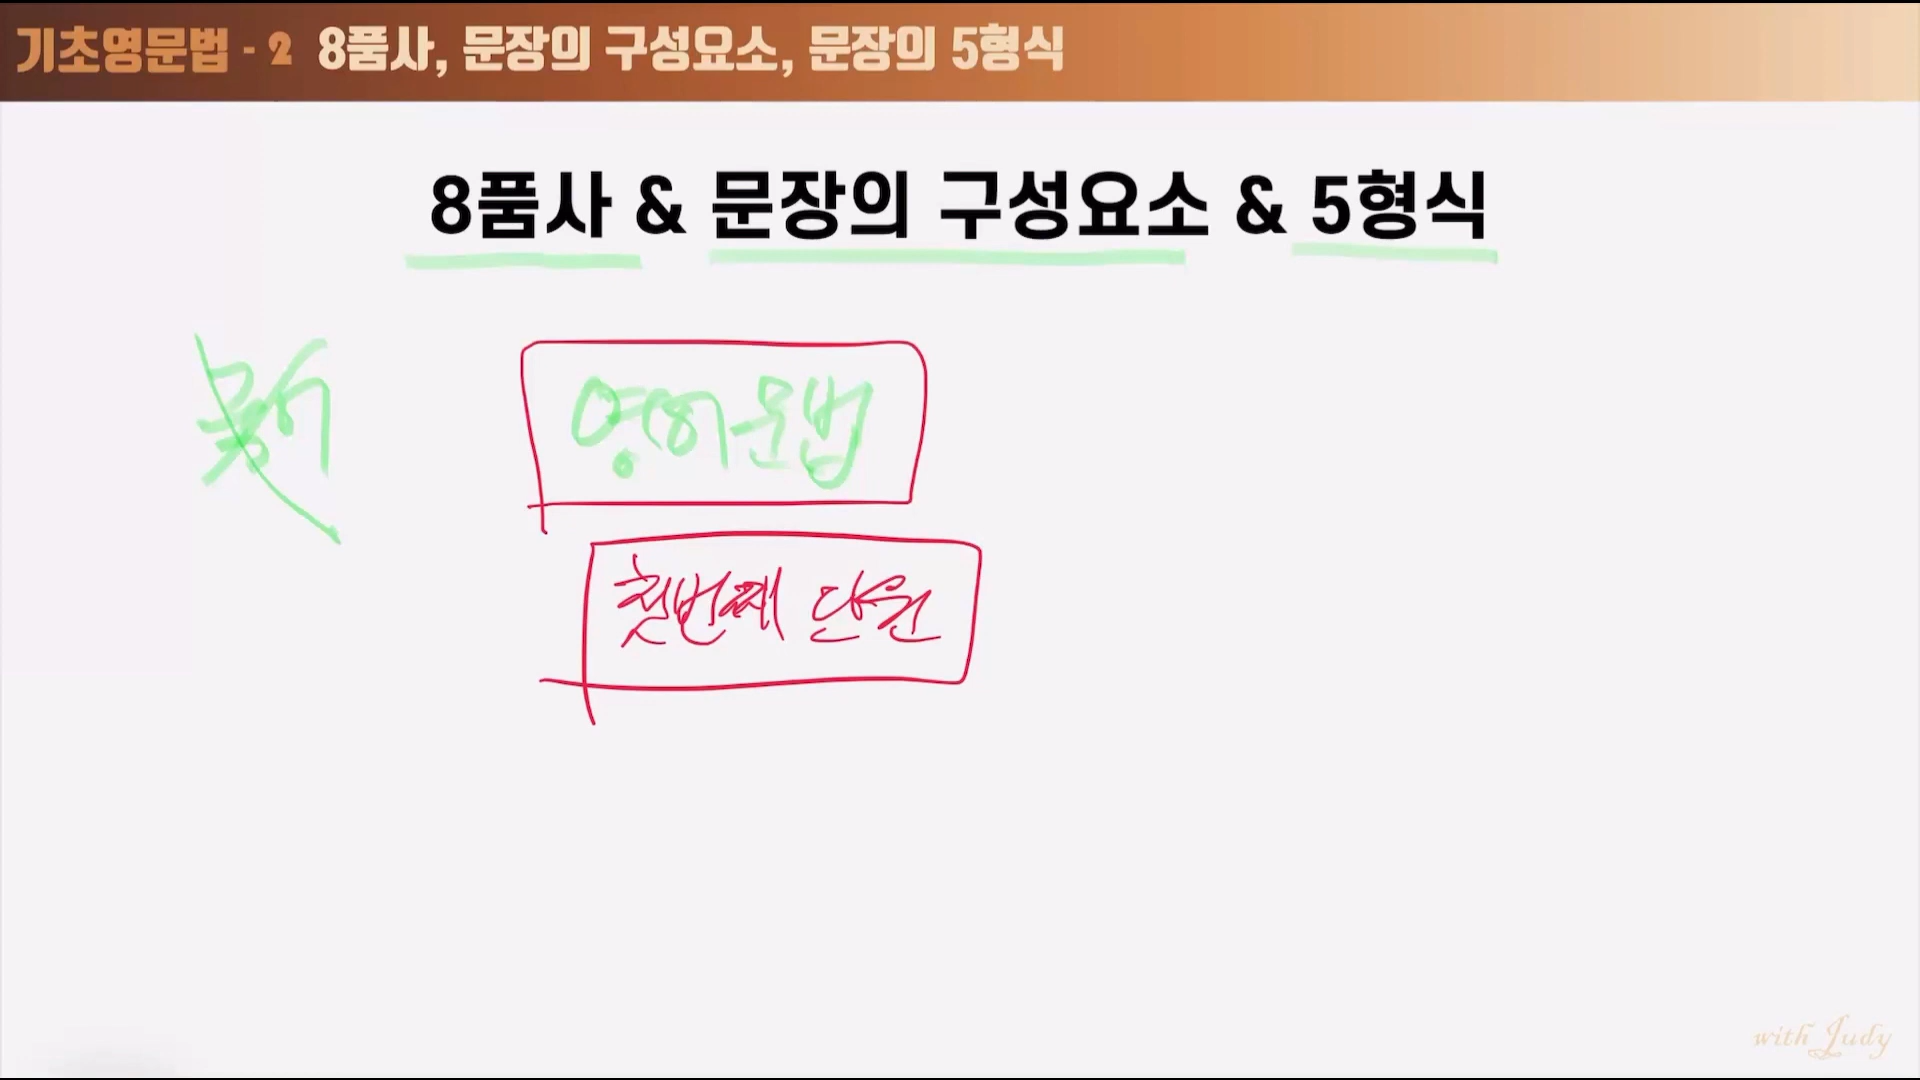 기초영문법 - 2 8품사, 문장의 구성요소, 문장의 5형식
8품사 & 문장의 구성요소 & 5형식
영어문법
첫번째 단원
with Judy